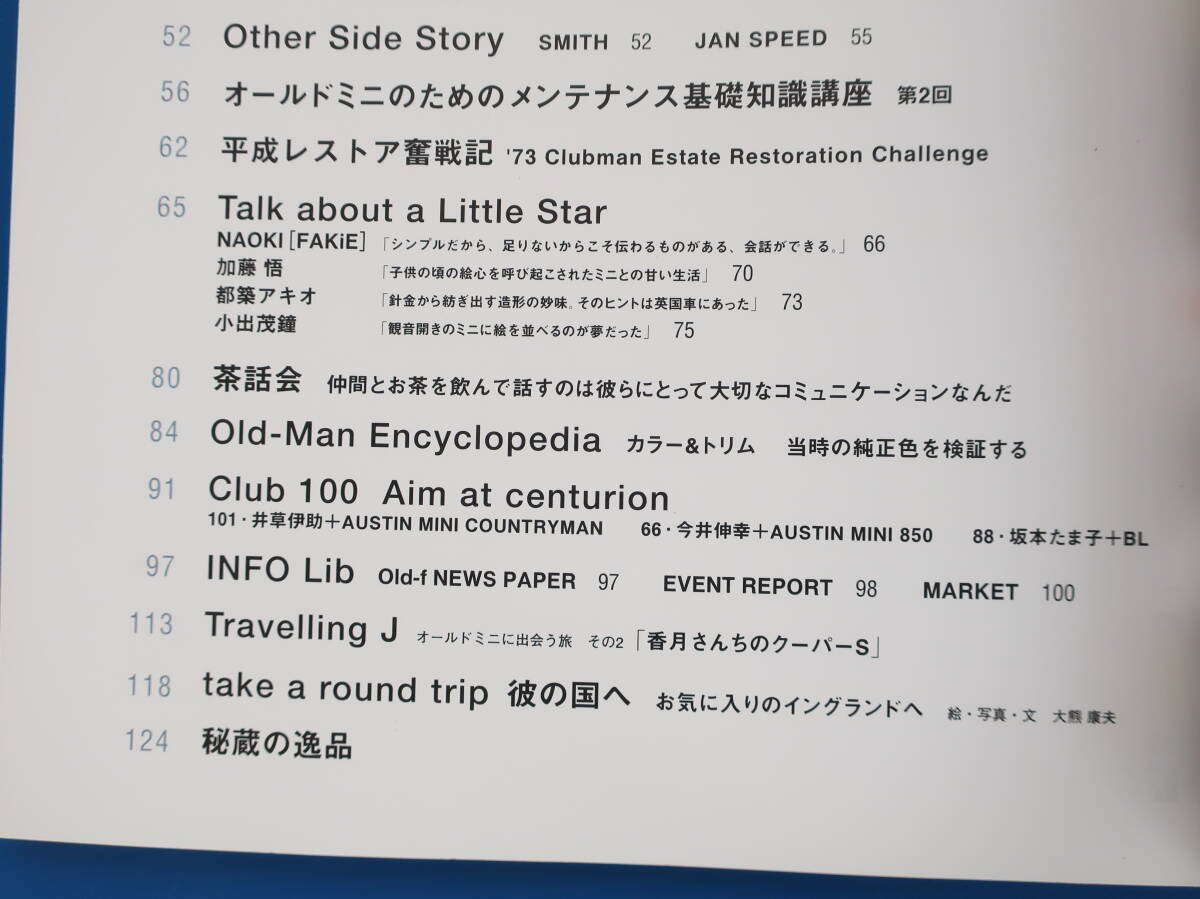 52 Other Side Story SMITH 52 JAN SPEED 55
56 オールドミニのためのメンテナンス基礎知識講座 第2回
62 平成レストア奮戦記 '73 Clubman Estate Restoration Challenge
65 Talk about a Little Star
NAOKI [FAKiE] 「シンプルだから、足りないからこそ伝わるものがある、会話ができる。」 66
加藤 悟 「子供の頃の絵心を呼び起こされたミニとの甘い生活」 70
都築アキオ 「針金から紡ぎ出す造形の妙味。そのヒントは英国車にあった」 73
小出茂鐘 「観音開きのミニに絵を並べるのが夢だった」 75
80 茶話会 仲間とお茶を飲んで話すのは彼らにとって大切なコミュニケーションなんだ
84 Old-Man Encyclopedia カラー&トリム 当時の純正色を検証する
91 Club 100 Aim at centurion
101・井草伊助+AUSTIN MINI COUNTRYMAN 66・今井伸幸+AUSTIN MINI 850 88・坂本たま子+BL
97 INFO Lib Old-f NEWS PAPER 97 EVENT REPORT 98 MARKET 100
113 Travelling J オールドミニに出会う旅 その2 「香月さんちのクーパーS」
118 take a round trip 彼の国へ お気に入りのイングランドへ 絵・写真・文 大熊 康夫
124 秘蔵の逸品